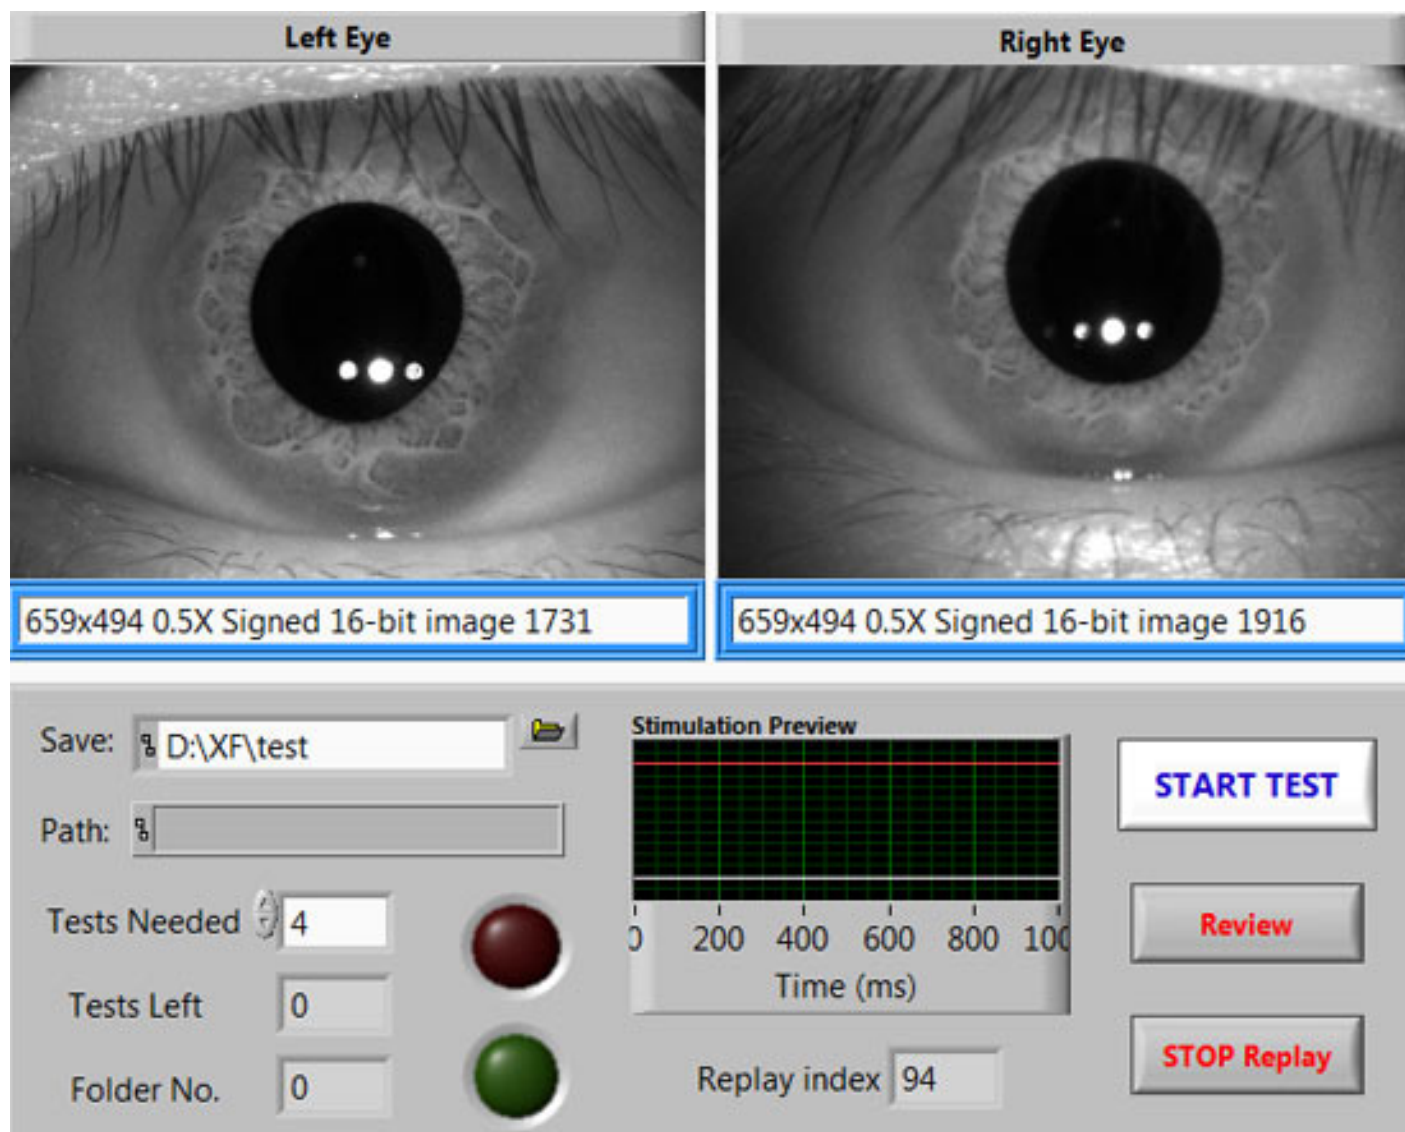 Left Eye
Right Eye
659x494 0.5X Signed 16-bit image 1731
659x494 0.5X Signed 16-bit image 1916
Save:
D:\XF\test
Path:
Tests Needed
4
Tests Left
0
Folder No.
0
Stimulation Preview
0 200 400 600 800 100
Time (ms)
Replay index
94
START TEST
Review
STOP Replay